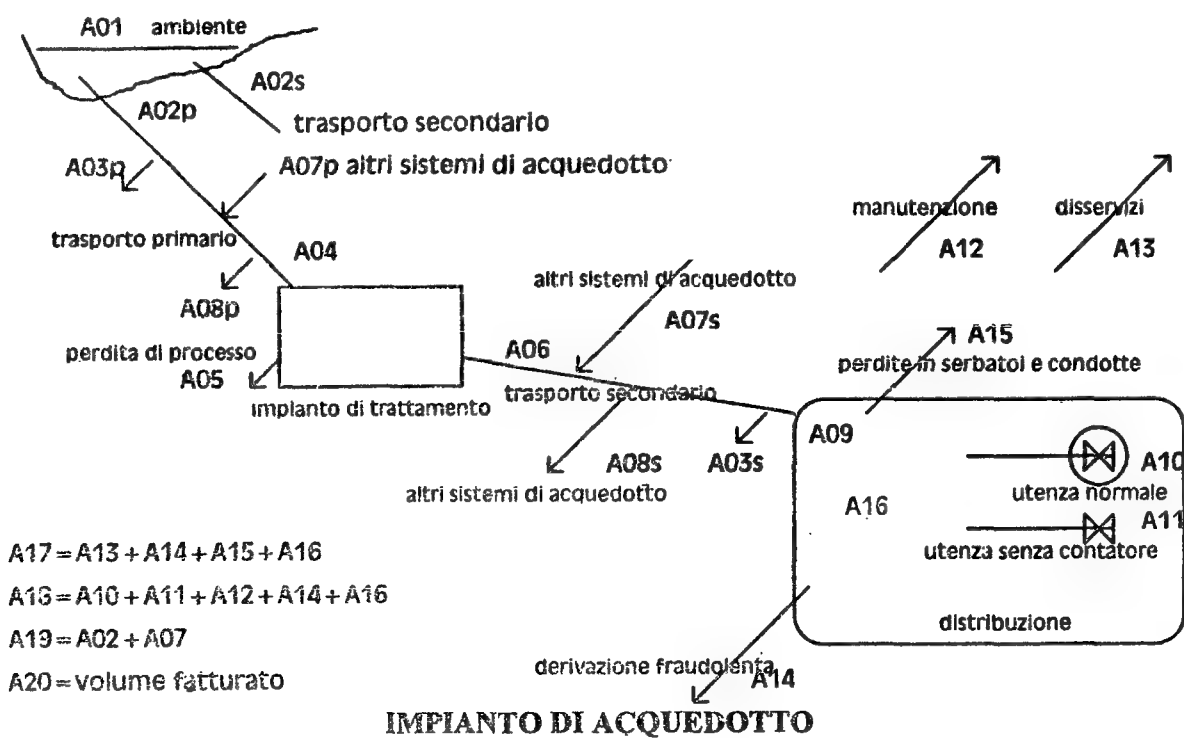 A01 ambiente
A02s
A02p
trasporto secondario
A03p
A07p altri sistemi di acquedotto
manutenzione
disservizi
trasporto primario
A04
A12
A13
altri sistemi di acquedotto
A08p
A07s
A15
perdita di processo
A06
perdite in serbatoi e condotte
A05
trasporto secondario
impianto di trattamento
A09
A08s
A03s
A10
altri sistemi di acquedotto
utenza normale
A16
A11
utenza senza contatore
A17=A13+A14+A15+A16
A18=A10+A11+A12+A14+A16
A19=A02+A07
distribuzione
derivazione fraudolenta
A14
A20=volume fatturato
IMPIANTO DI ACQUEDOTTO